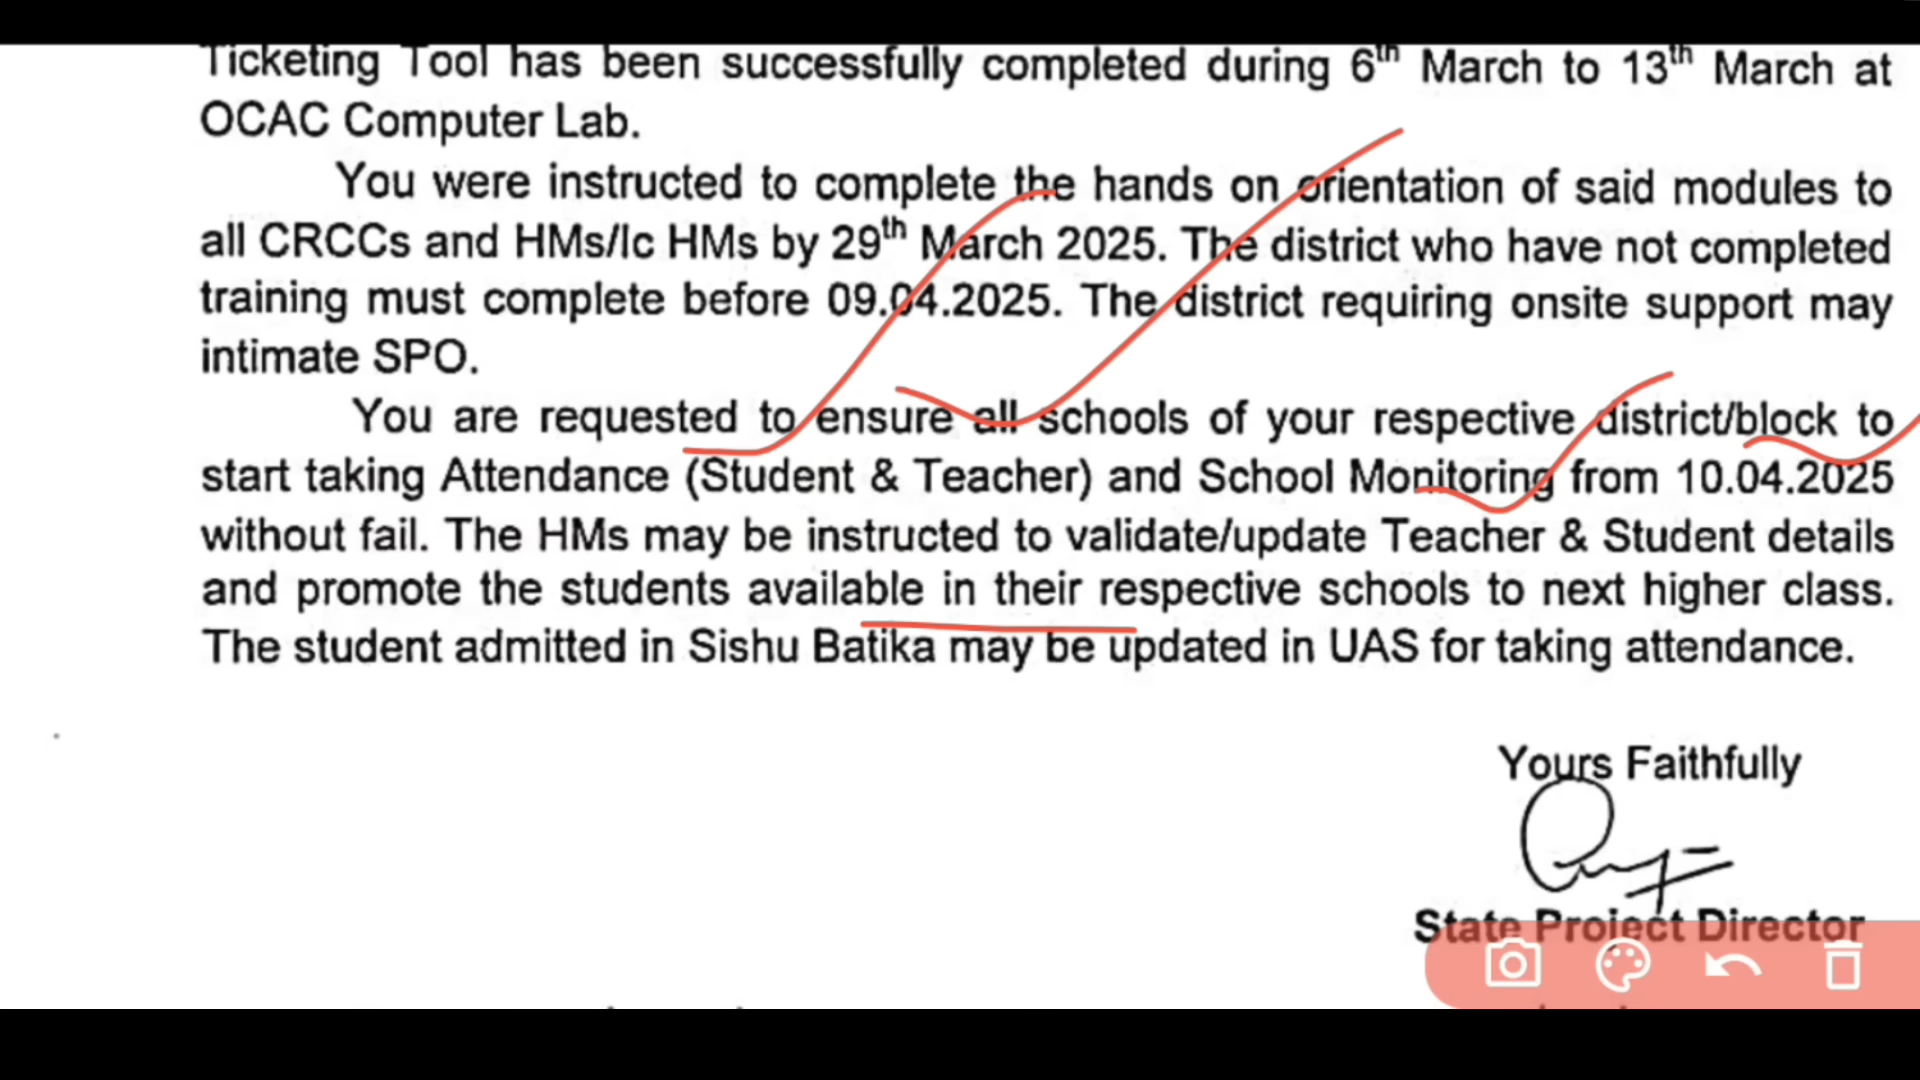 Ticketing Tool has been successfully completed during 6th March to 13th March at
OCAC Computer Lab.
You were instructed to complete the hands on orientation of said modules to
all CRCCs and HMs/Ic HMs by 29th March 2025. The district who have not completed
training must complete before 09.04.2025. The district requiring onsite support may
intimate SPO.
You are requested to ensure all schools of your respective district/block to
start taking Attendance (Student & Teacher) and School Monitoring from 10.04.2025
without fail. The HMs may be instructed to validate/update Teacher & Student details
and promote the students available in their respective schools to next higher class.
The student admitted in Sishu Batika may be updated in UAS for taking attendance.
Yours Faithfully
State Project Director